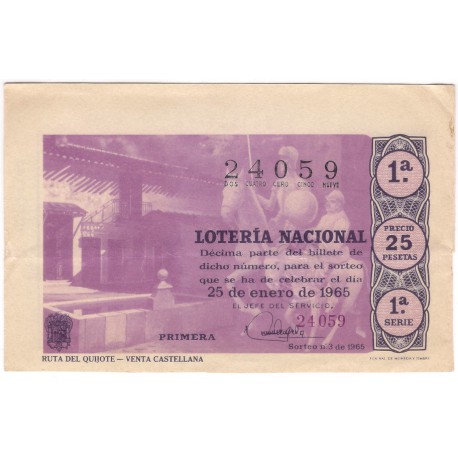 24059
DOS CUATRO CERO CINCO NUEVE
1.ª
LOTERÍA NACIONAL
Décima parte del billete de
dicho número, para el sorteo
que se ha de celebrar el día
25 de enero de 1965
EL JEFE DEL SERVICIO,
PRECIO
25
PESETAS
24059
1.ª
SERIE
PRIMERA
Sorteo n.º 3 de 1965
RUTA DEL QUIJOTE — VENTA CASTELLANA